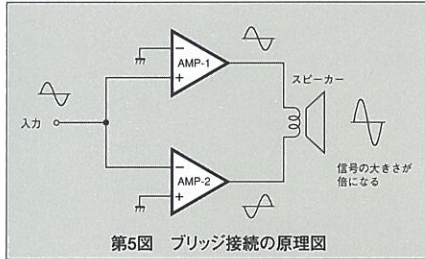 AMP-1
スピーカー
入力
AMP-2
信号の大きさが
倍になる
第5図 ブリッジ接続の原理図